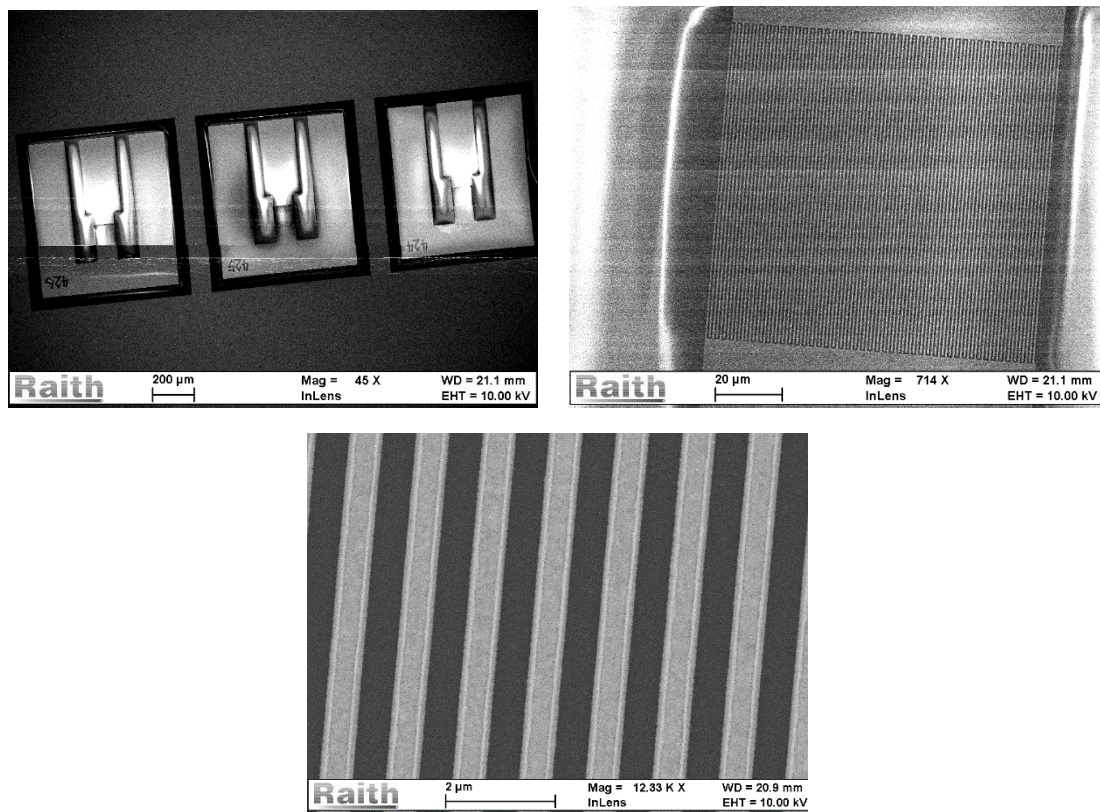 424
425
Raith 200 µm Mag = 45 X WD = 21.1 mm
InLens EHT = 10.00 kV
Raith 20 µm Mag = 714 X WD = 21.1 mm
InLens EHT = 10.00 kV
Raith 2 µm Mag = 12.33 K X WD = 20.9 mm
InLens EHT = 10.00 kV